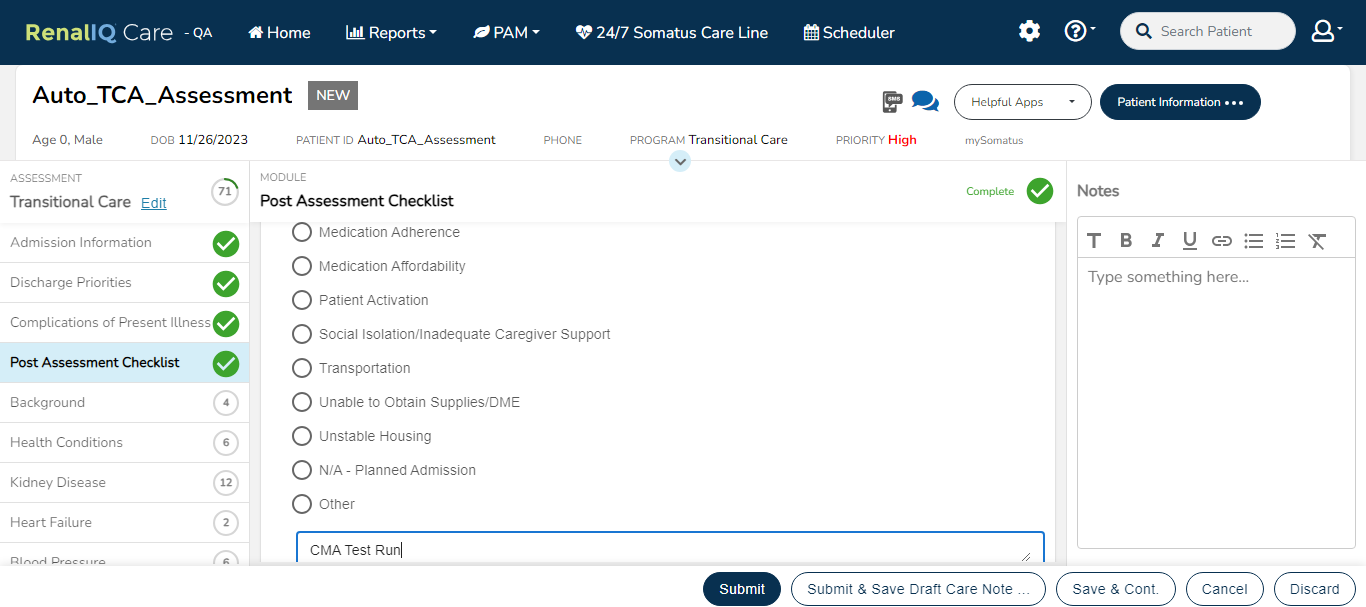 RenalIQ Care - QA Home Reports PAM 24/7 Somatus Care Line Scheduler Search Patient
Auto_TCA_Assessment NEW SMS Helpful Apps Patient Information
Age 0, Male DOB 11/26/2023 PATIENT ID Auto_TCA_Assessment PHONE PROGRAM Transitional Care PRIORITY High mySomatus
ASSESSMENT
Transitional Care Edit 71
Admission Information
Discharge Priorities
Complications of Present Illness
Post Assessment Checklist
Background 4
Health Conditions 6
Kidney Disease 12
Heart Failure 2
Blood Pressure 6
MODULE
Post Assessment Checklist Complete
Medication Adherence
Medication Affordability
Patient Activation
Social Isolation/Inadequate Caregiver Support
Transportation
Unable to Obtain Supplies/DME
Unstable Housing
N/A - Planned Admission
Other
CMA Test Run
Notes
Type something here...
Submit Submit & Save Draft Care Note ... Save & Cont. Cancel Discard